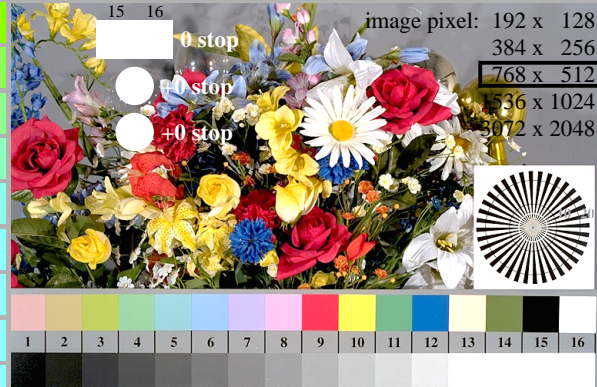 15 16
image pixel: 192 x 128
0 stop
384 x 256
768 x 512
+0 stop
1536 x 1024
+0 stop
3072 x 2048
1 2 3 4 5 6 7 8 9 10 11 12 13 14 15 16